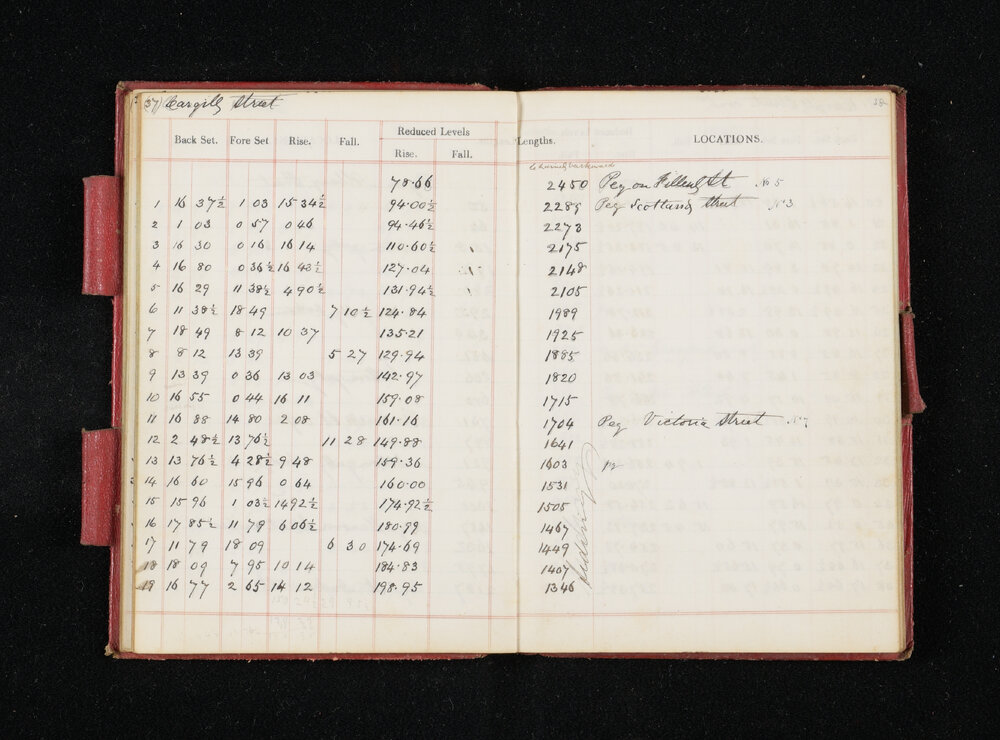 37 Cargill Street 38
Reduced Levels
Back Set. Fore Set Rise. Fall. Rise. Fall. Lengths. LOCATIONS.
Chained backwards
78.66 2450 Peg on St No 5
1 16 37½ 1 03 15 34½ 94.00½ 2289 Peg Scotland Street No 3
2 1 03 0 57 0 46 94.46½ 2273
3 16 30 0 16 16 14 110.60½ 2175
4 16 80 0 36½ 16 43½ 127.04 2148
5 16 29 11 38½ 4 90½ 131.94½ 2105
6 11 38½ 18 49 7 10½ 124.84 1989
7 18 49 8 12 10 37 135.21 1925
8 8 12 13 39 5 27 129.94 1885
9 13 39 0 36 13 03 142.97 1820
10 16 55 0 44 16 11 159.08 1715
11 16 88 14 80 2 08 161.16 1704 Peg Victoria Street
12 2 48½ 13 76½ 11 28 149.88 1641
13 13 76½ 4 28½ 9 48 159.36 1603
14 16 60 15 96 0 64 160.00 1531
15 15 96 1 03½ 14 92½ 174.92½ 1505
16 17 85½ 11 79 6 06½ 180.99 1467
17 11 79 18 09 6 30 174.69 1449
18 18 09 7 95 10 14 184.83 1407
19 16 77 2 65 14 12 198.95 1346